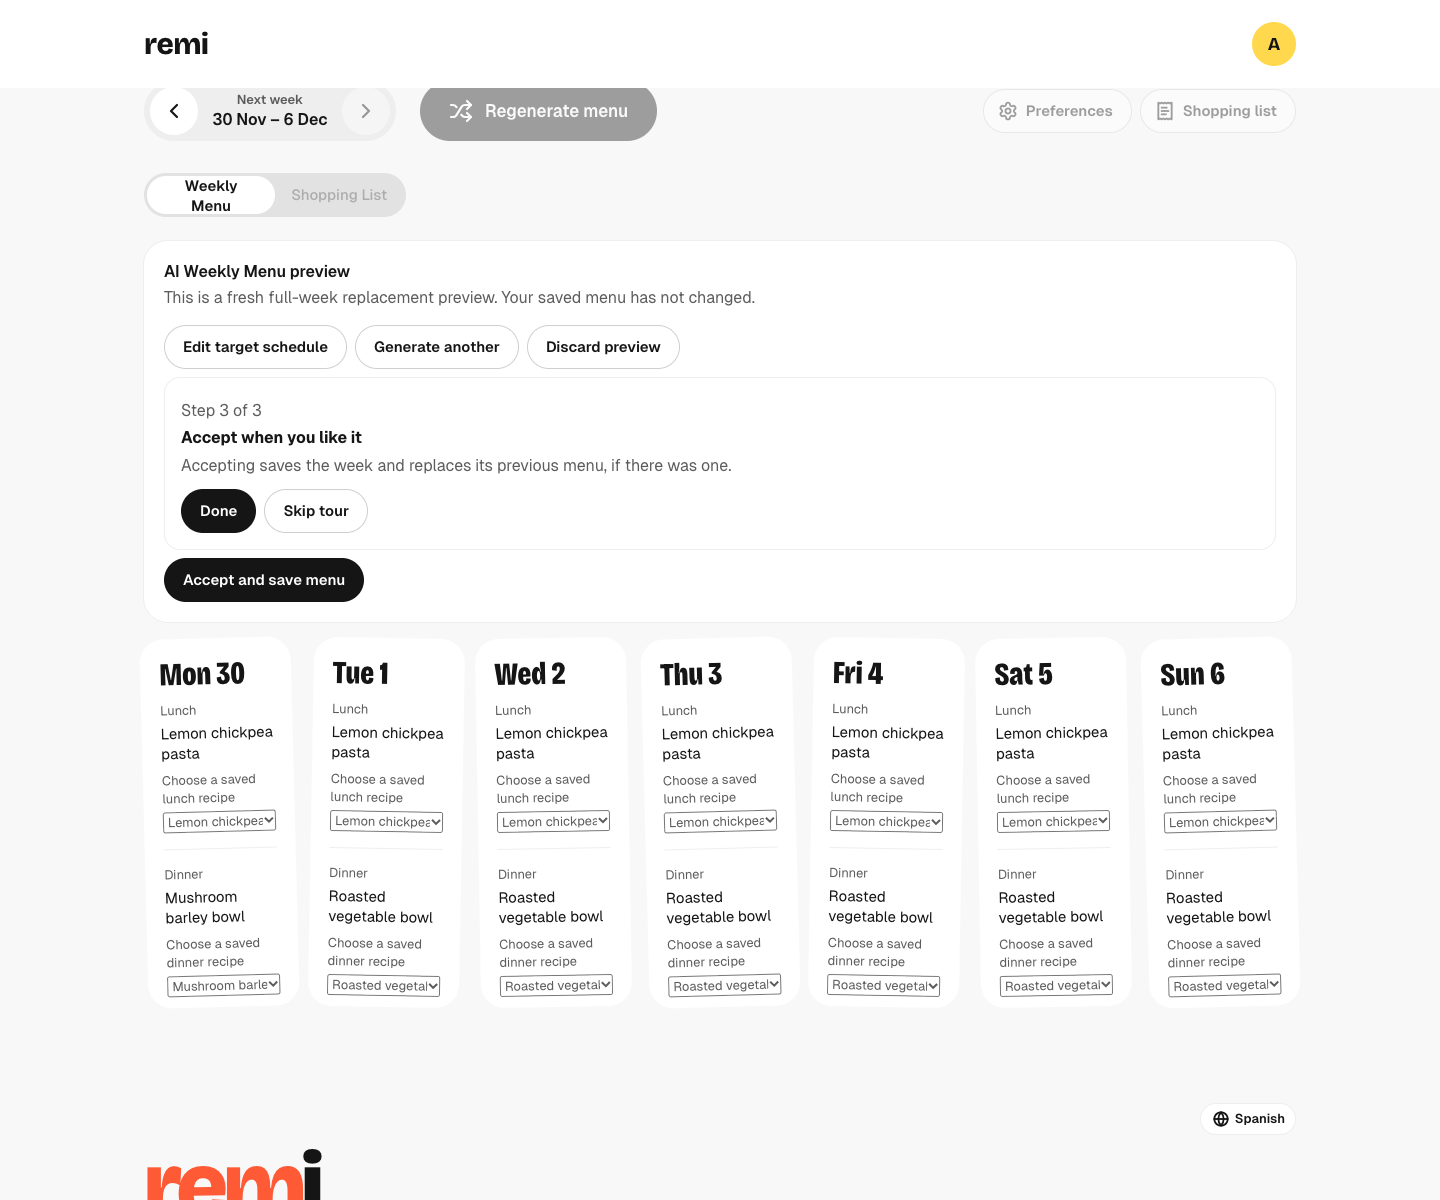 remi
A
Next week
30 Nov – 6 Dec
Regenerate menu
Preferences
Shopping list
Weekly
Menu
Shopping List
AI Weekly Menu preview
This is a fresh full-week replacement preview. Your saved menu has not changed.
Edit target schedule
Generate another
Discard preview
Step 3 of 3
Accept when you like it
Accepting saves the week and replaces its previous menu, if there was one.
Done
Skip tour
Accept and save menu
Mon 30
Lunch
Lemon chickpea
pasta
Choose a saved
lunch recipe
Lemon chickpea
Dinner
Mushroom
barley bowl
Choose a saved
dinner recipe
Mushroom barle
Tue 1
Lunch
Lemon chickpea
pasta
Choose a saved
lunch recipe
Lemon chickpea
Dinner
Roasted
vegetable bowl
Choose a saved
dinner recipe
Roasted vegetal
Wed 2
Lunch
Lemon chickpea
pasta
Choose a saved
lunch recipe
Lemon chickpea
Dinner
Roasted
vegetable bowl
Choose a saved
dinner recipe
Roasted vegetal
Thu 3
Lunch
Lemon chickpea
pasta
Choose a saved
lunch recipe
Lemon chickpea
Dinner
Roasted
vegetable bowl
Choose a saved
dinner recipe
Roasted vegetal
Fri 4
Lunch
Lemon chickpea
pasta
Choose a saved
lunch recipe
Lemon chickpea
Dinner
Roasted
vegetable bowl
Choose a saved
dinner recipe
Roasted vegetal
Sat 5
Lunch
Lemon chickpea
pasta
Choose a saved
lunch recipe
Lemon chickpea
Dinner
Roasted
vegetable bowl
Choose a saved
dinner recipe
Roasted vegetal
Sun 6
Lunch
Lemon chickpea
pasta
Choose a saved
lunch recipe
Lemon chickpea
Dinner
Roasted
vegetable bowl
Choose a saved
dinner recipe
Roasted vegetal
Spanish
remi